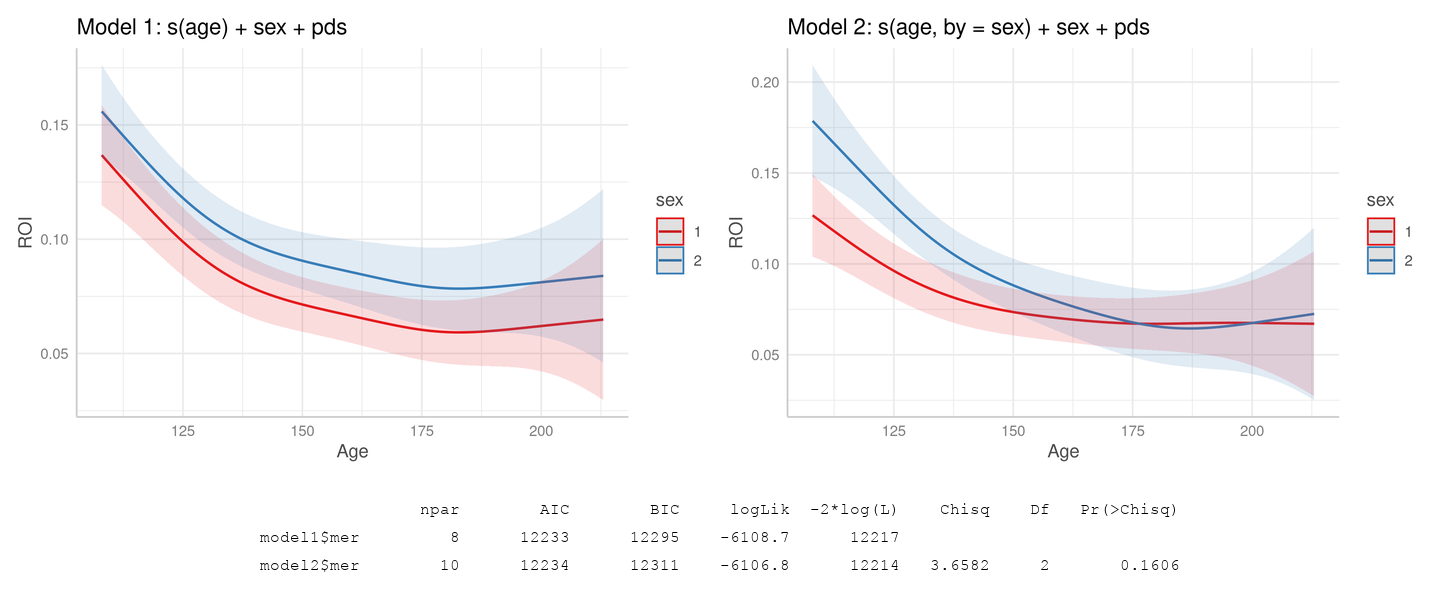 Model 1: s(age) + sex + pds
0.15
0.10
0.05
ROI
125 150 175 200
Age
sex
1
2
Model 2: s(age, by = sex) + sex + pds
0.20
0.15
0.10
0.05
ROI
125 150 175 200
Age
sex
1
2
npar AIC BIC logLik -2*log(L) Chisq Df Pr(>Chisq)
model1$mer 8 12233 12295 -6108.7 12217
model2$mer 10 12234 12311 -6106.8 12214 3.6582 2 0.1606